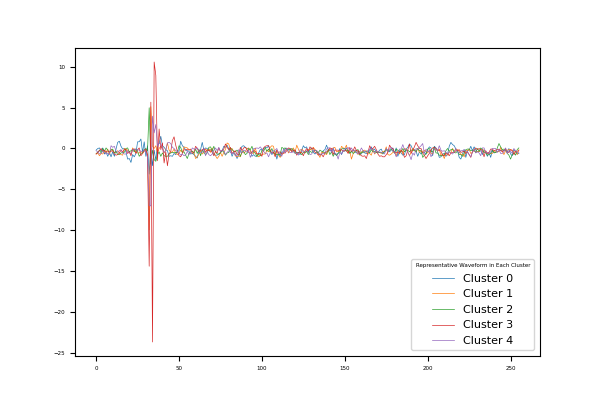 10
5
0
−5
−10
−15
−20
−25
0 50 100 150 200 250
Representative Waveform in Each Cluster
Cluster 0
Cluster 1
Cluster 2
Cluster 3
Cluster 4